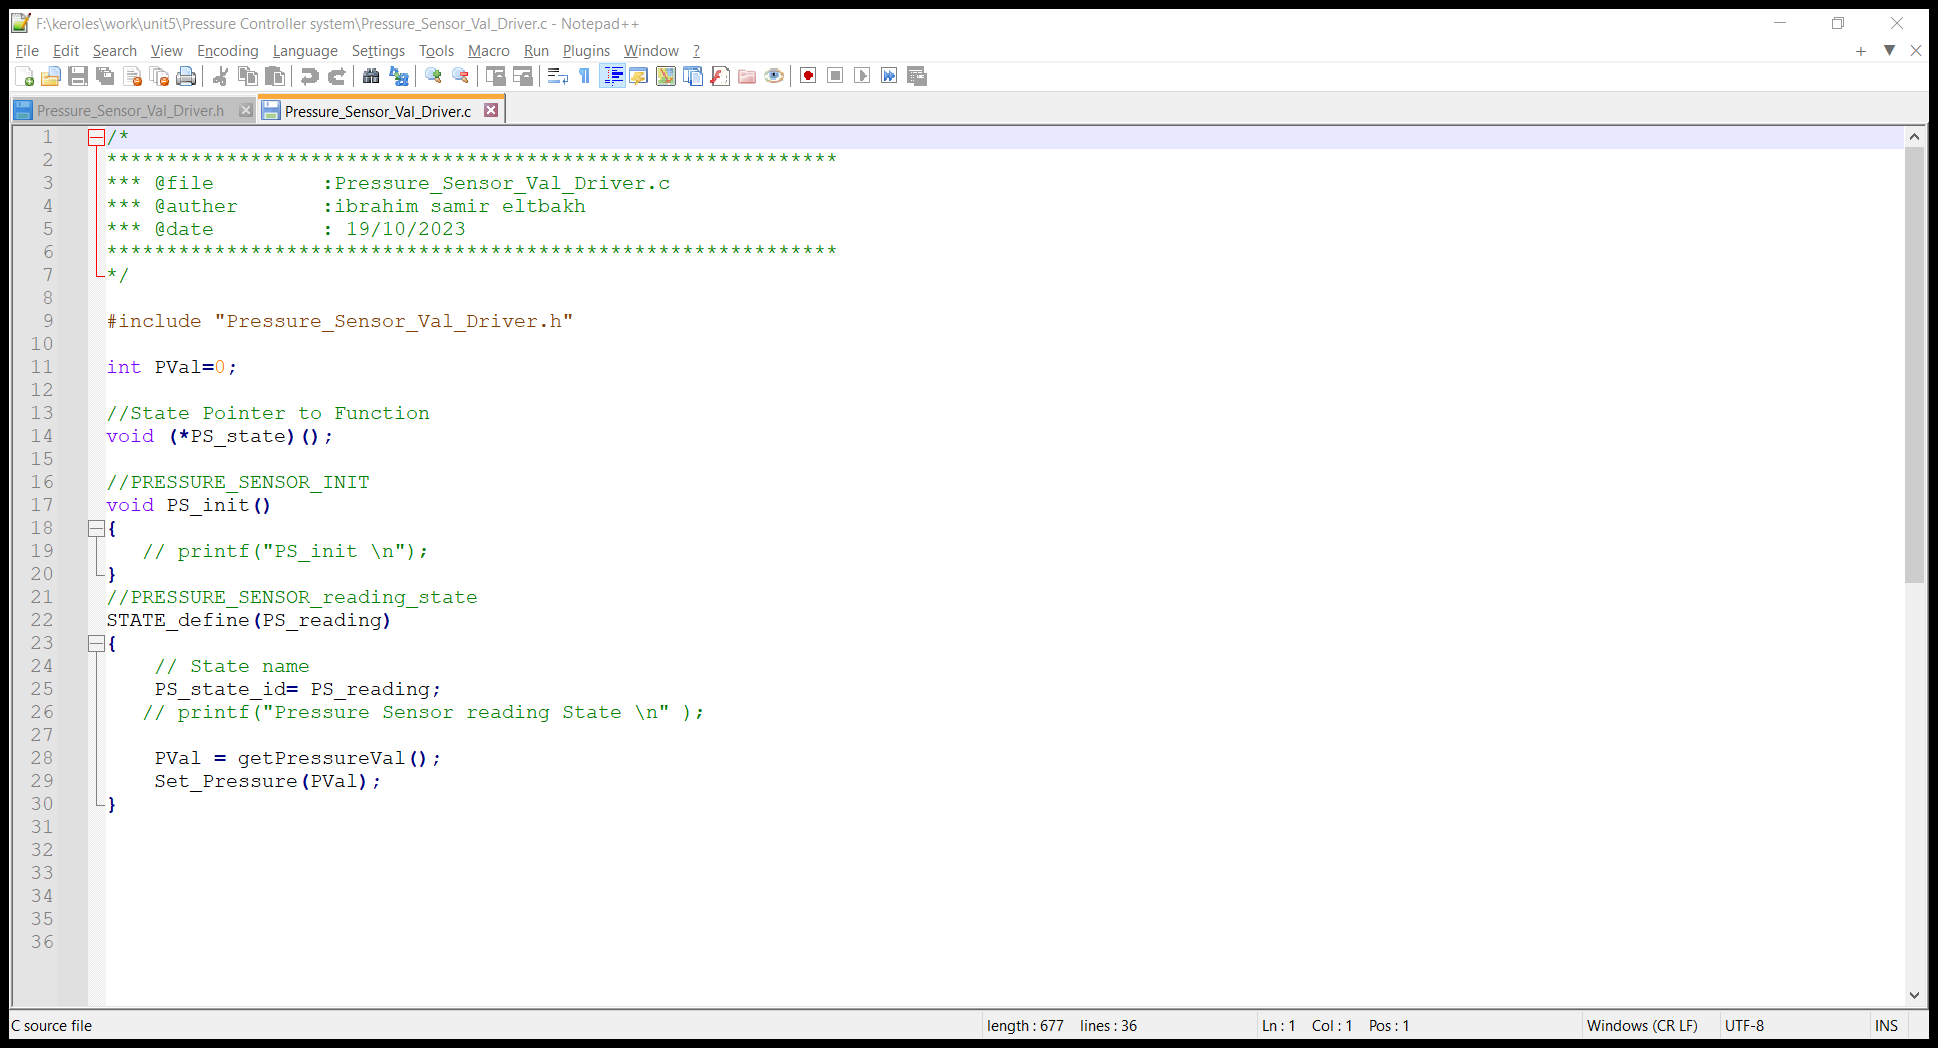 F:\keroles\work\unit5\Pressure Controller system\Pressure_Sensor_Val_Driver.c - Notepad++
File Edit Search View Encoding Language Settings Tools Macro Run Plugins Window ?
Pressure_Sensor_Val_Driver.h Pressure_Sensor_Val_Driver.c
1 /*
2 *************************************************************
3 *** @file         :Pressure_Sensor_Val_Driver.c
4 *** @auther       :ibrahim samir eltbakh
5 *** @date         : 19/10/2023
6 *************************************************************
7 */
8
9 #include "Pressure_Sensor_Val_Driver.h"
10
11 int PVal=0;
12
13 //State Pointer to Function
14 void (*PS_state)();
15
16 //PRESSURE_SENSOR_INIT
17 void PS_init()
18 {
19    // printf("PS_init \n");
20 }
21 //PRESSURE_SENSOR_reading_state
22 STATE_define(PS_reading)
23 {
24     // State name
25     PS_state_id= PS_reading;
26    // printf("Pressure Sensor reading State \n" );
27
28     PVal = getPressureVal();
29     Set_Pressure(PVal);
30 }
31
32
33
34
35
36
C source file length : 677 lines : 36 Ln : 1 Col : 1 Pos : 1 Windows (CR LF) UTF-8 INS